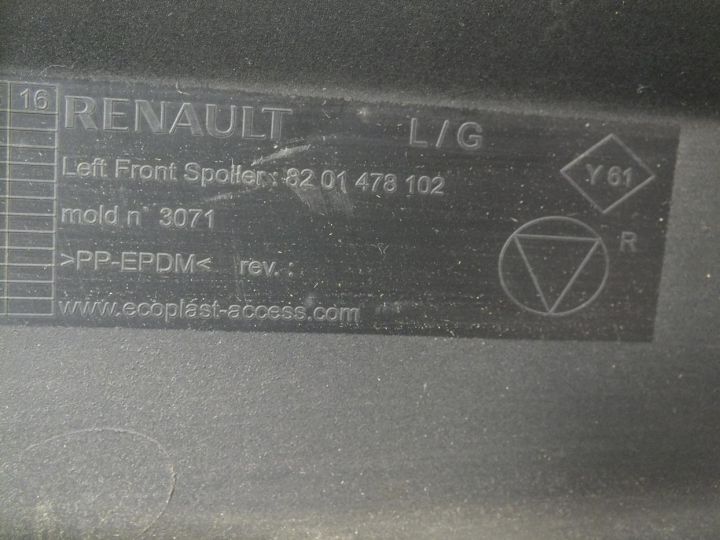 16
RENAULT L/G
Left Front Spoiler : 82 01 478 102
Y 61
mold n° 3071
R
>PP-EPDM< rev. :
www.ecoplast-access.com